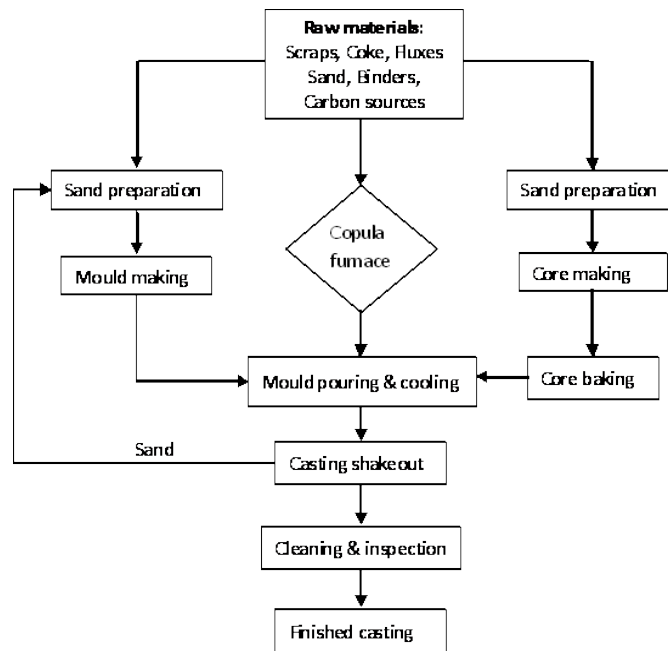 Raw materials:
Scraps, Coke, Fluxes
Sand, Binders,
Carbon sources
Sand preparation
Sand preparation
Copula
furnace
Mould making
Core making
Mould pouring & cooling
Core baking
Sand
Casting shakeout
Cleaning & inspection
Finished casting